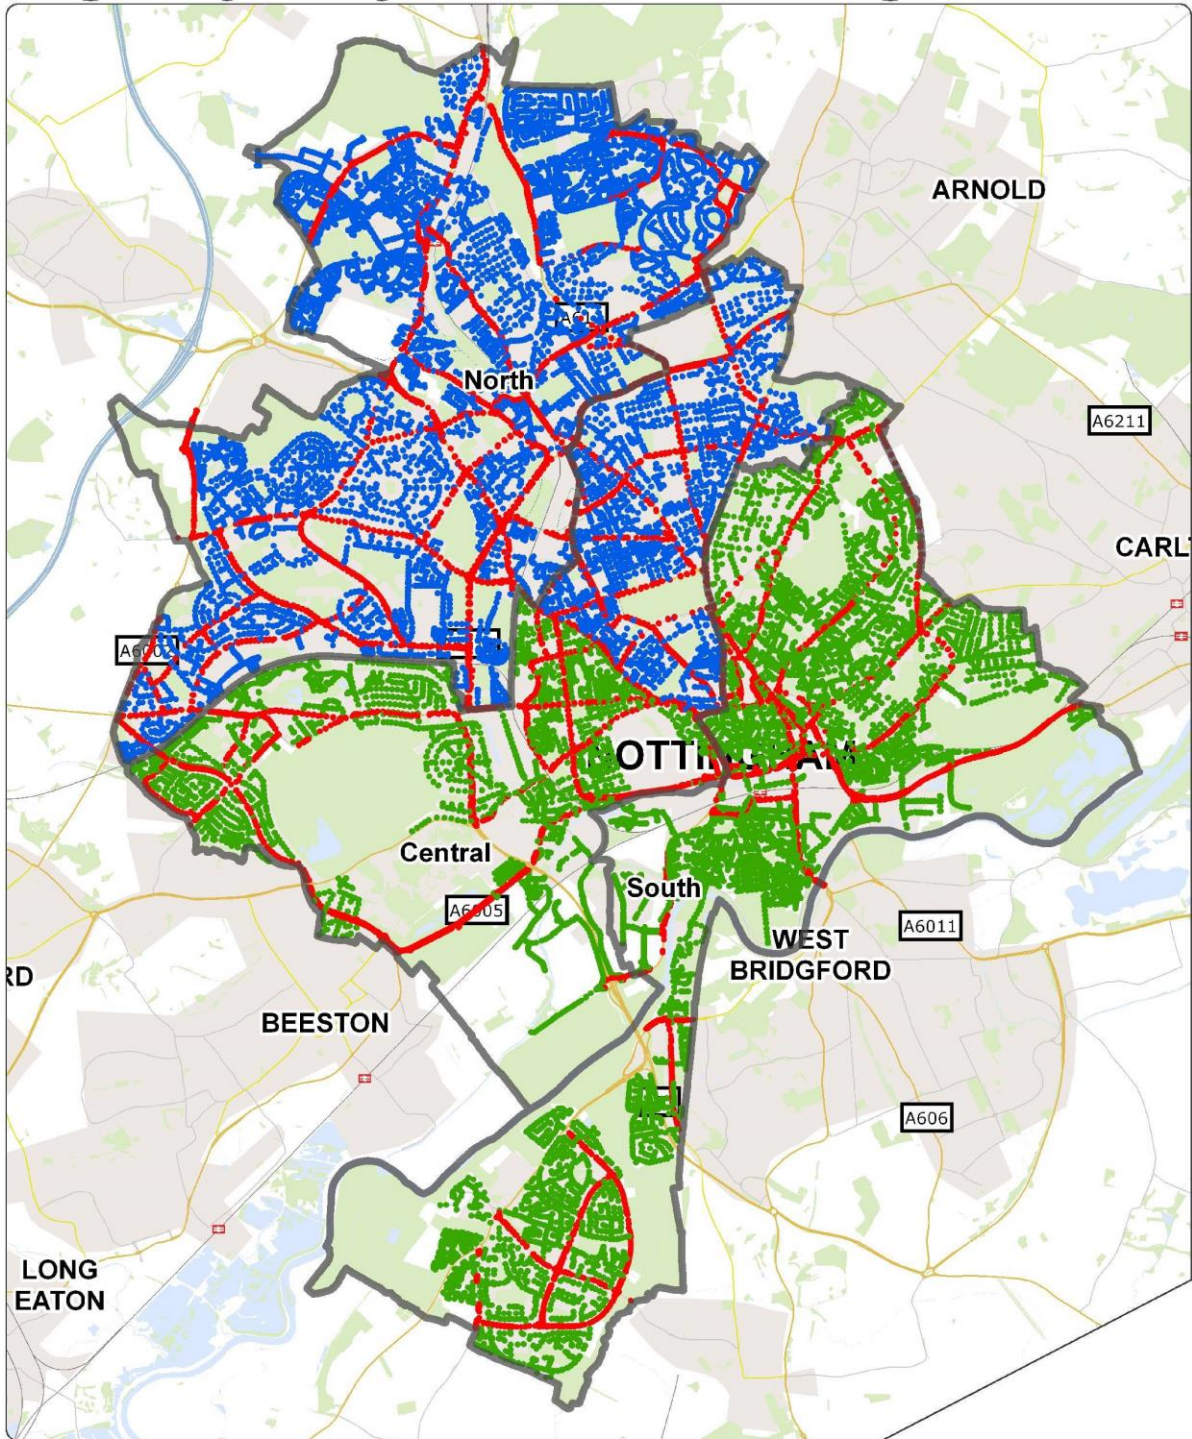 ARNOLD
North
A6211
CARL
A6002
Central
South
A6005
A6011
WEST
BRIDGFORD
RD
BEESTON
A606
LONG
EATON